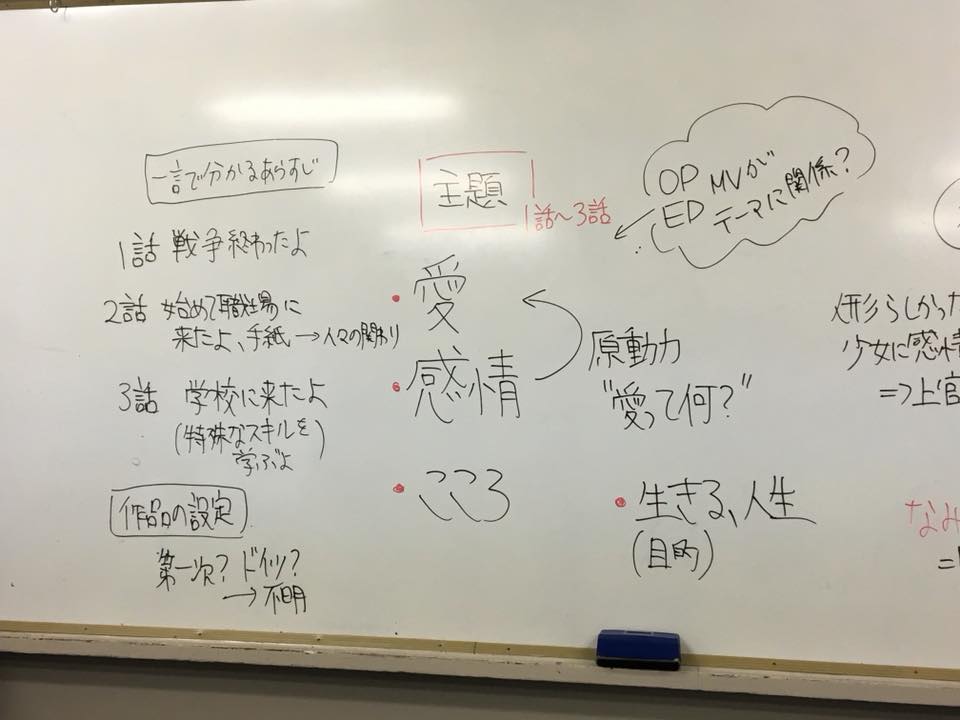 一言で分かるあらすじ
1話 戦争終わったよ
2話 始めて職場に
来たよ、手紙→人々の関わり
3話 学校に来たよ
(特殊なスキルを
学ぶよ)
作品の設定
第一次? ドイツ?
→不明
主題
1話〜3話
・愛
・感情
・こころ
OP MVが
ED テーマに関係?
原動力
"愛って何?"
・生きる、人生
(目的)
人形らしかった
少女に感情
⇒上官
なみ
=